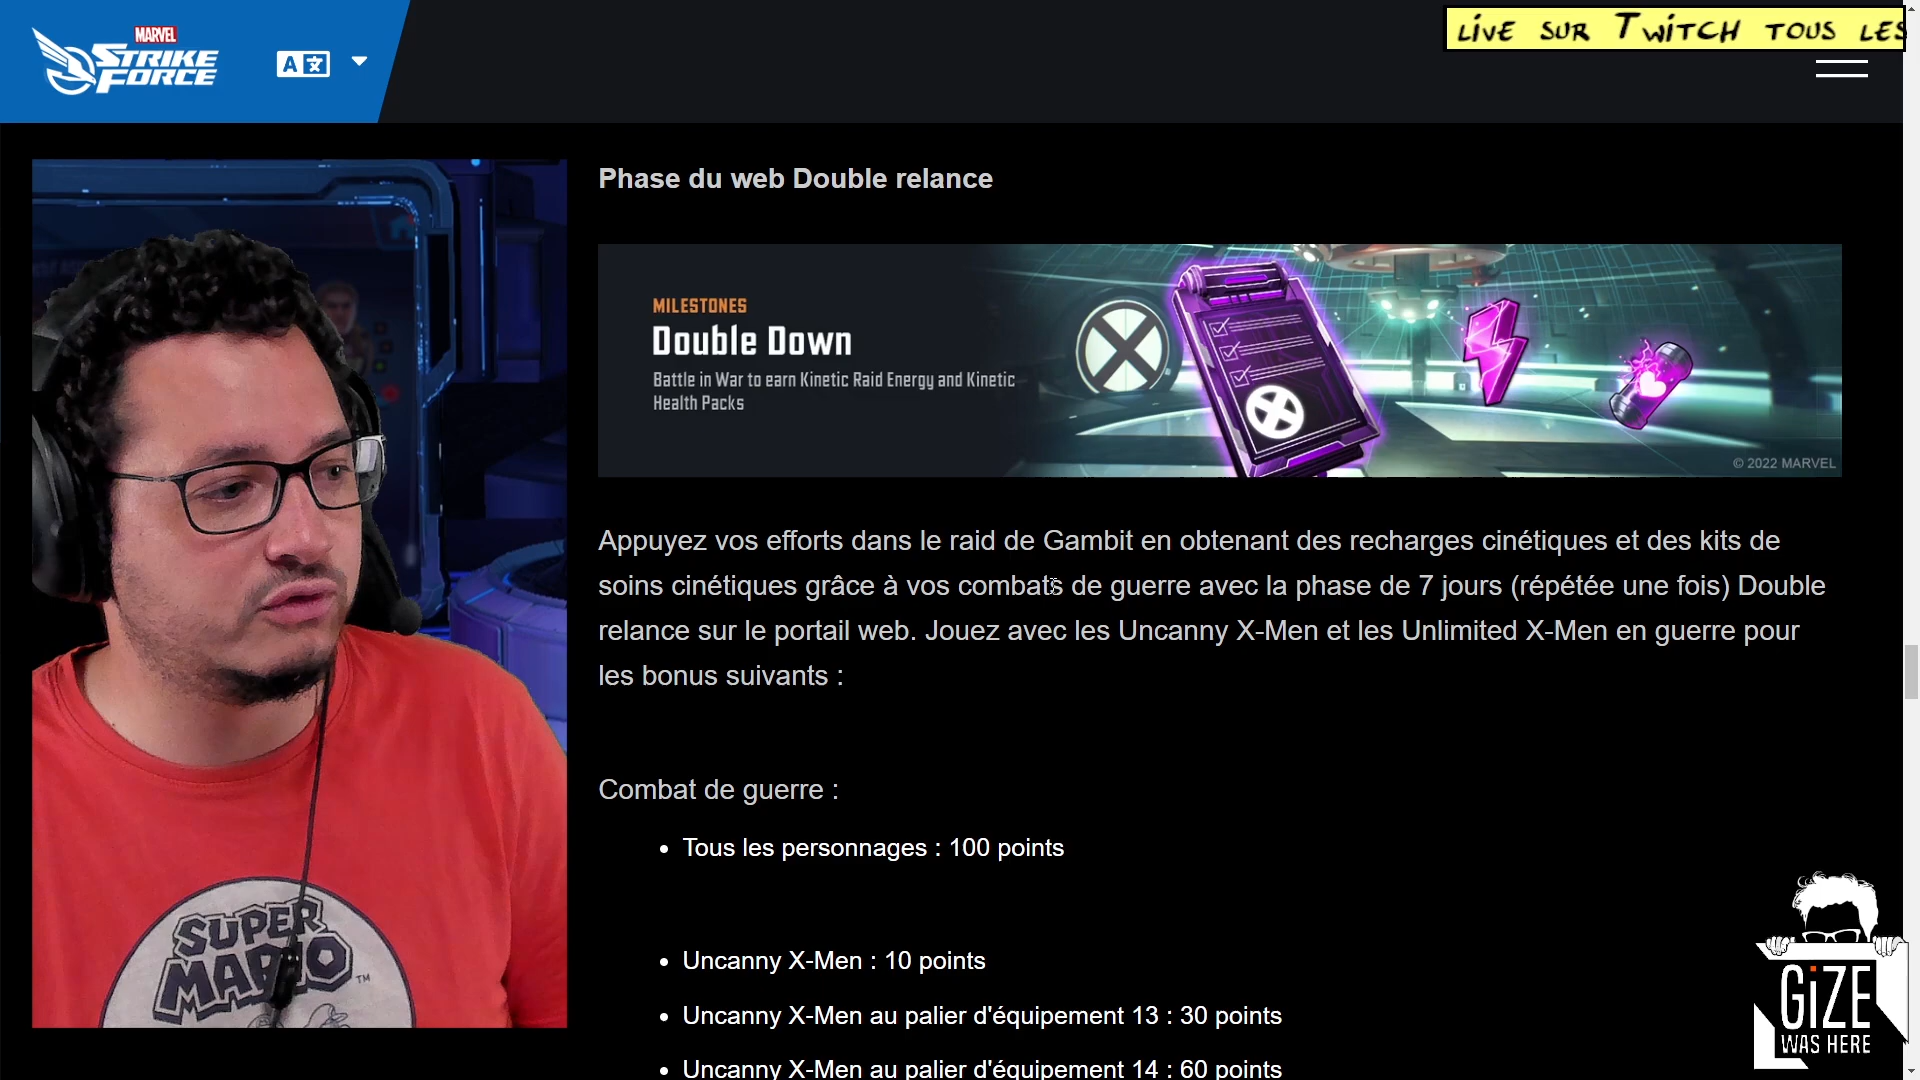 MARVEL
STRIKE
FORCE
A文
LiVE SUR TWiTCH TOUS LES
Phase du web Double relance
MILESTONES
Double Down
Battle in War to earn Kinetic Raid Energy and Kinetic
Health Packs
© 2022 MARVEL
Appuyez vos efforts dans le raid de Gambit en obtenant des recharges cinétiques et des kits de
soins cinétiques grâce à vos combats de guerre avec la phase de 7 jours (répétée une fois) Double
relance sur le portail web. Jouez avec les Uncanny X-Men et les Unlimited X-Men en guerre pour
les bonus suivants :
Combat de guerre :
• Tous les personnages : 100 points
• Uncanny X-Men : 10 points
• Uncanny X-Men au palier d'équipement 13 : 30 points
• Uncanny X-Men au palier d'équipement 14 : 60 points
SUPER
MARIO™
GiZE
WAS HERE